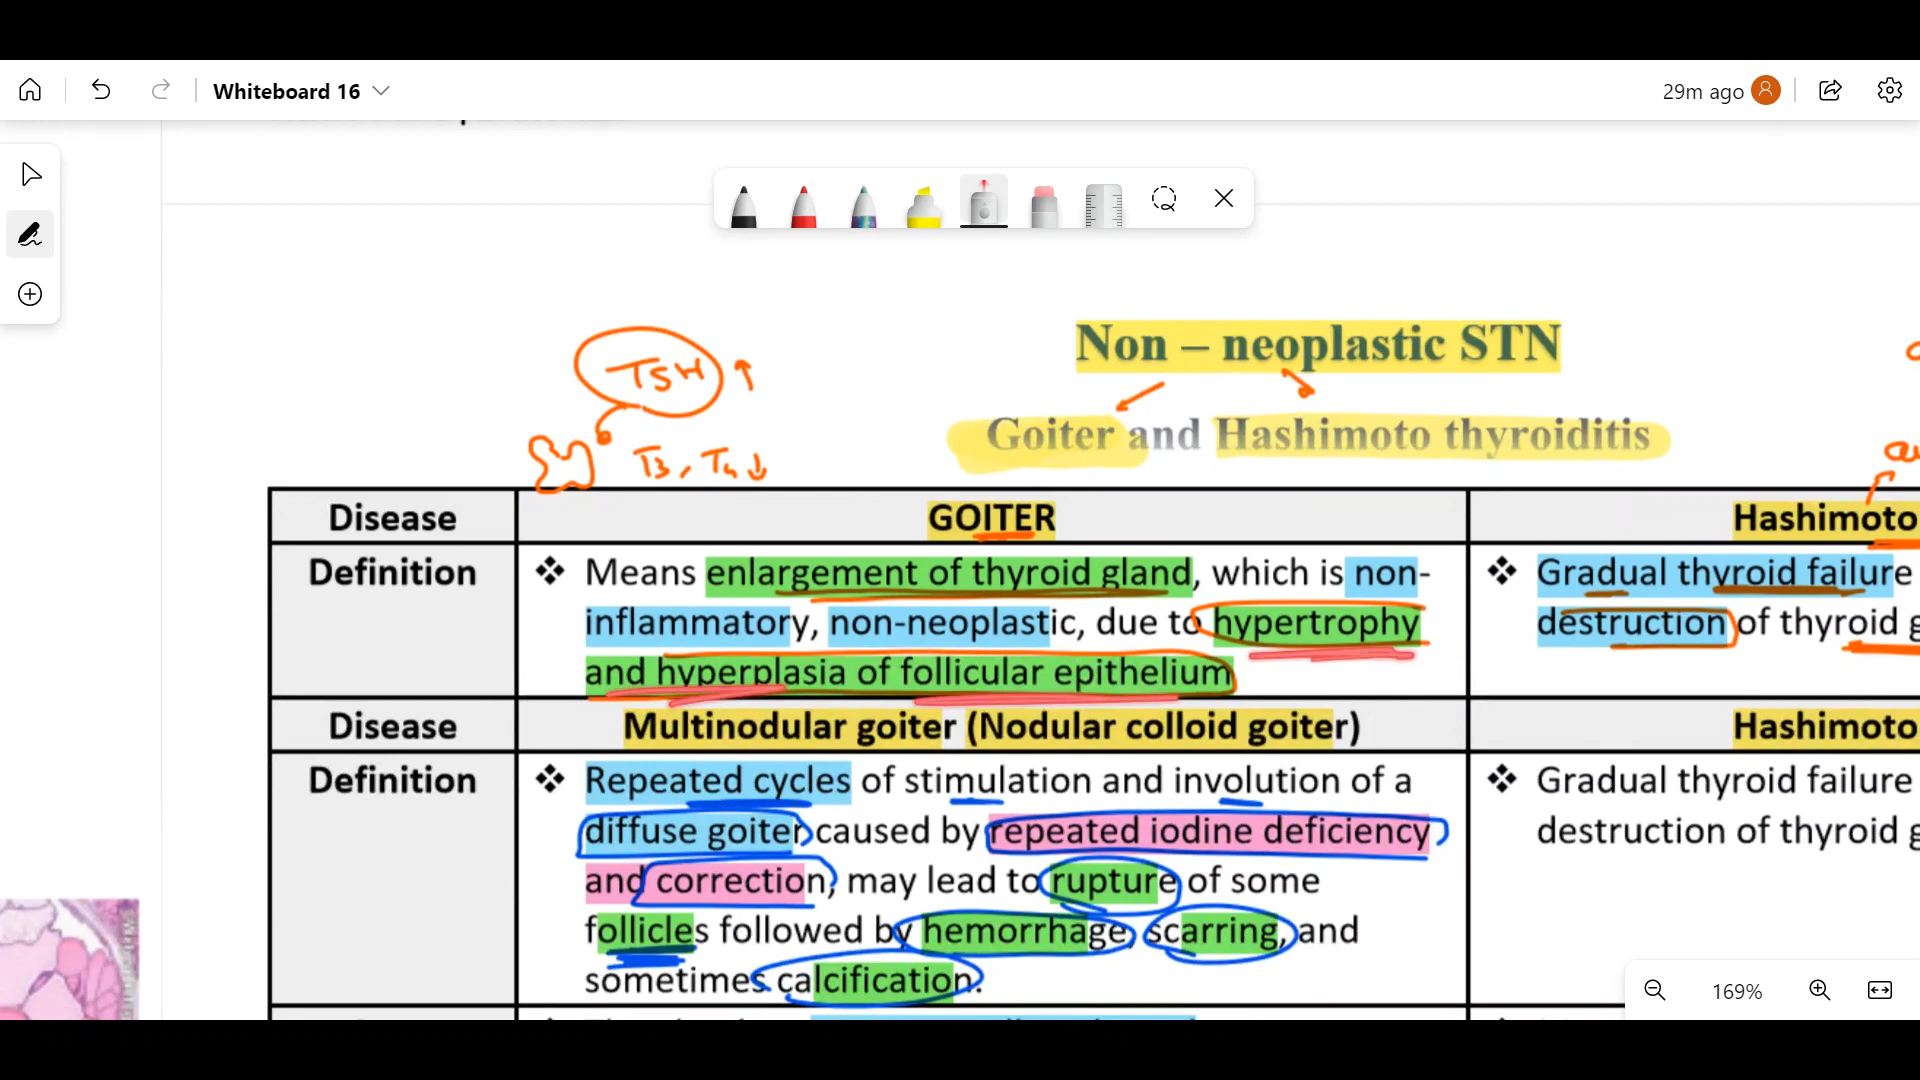 Whiteboard 16
29m ago
Non – neoplastic STN
TSH ↑
Goiter and Hashimoto thyroiditis
T3, T4 ↓
Disease
GOITER
Hashimoto
Definition
❖ Means enlargement of thyroid gland, which is non-
inflammatory, non-neoplastic, due to hypertrophy
and hyperplasia of follicular epithelium
❖ Gradual thyroid failure
destruction of thyroid g
Disease
Multinodular goiter (Nodular colloid goiter)
Hashimoto
Definition
❖ Repeated cycles of stimulation and involution of a
diffuse goiter caused by repeated iodine deficiency
and correction, may lead to rupture of some
follicles followed by hemorrhage, scarring, and
sometimes calcification.
❖ Gradual thyroid failure
destruction of thyroid g
169%